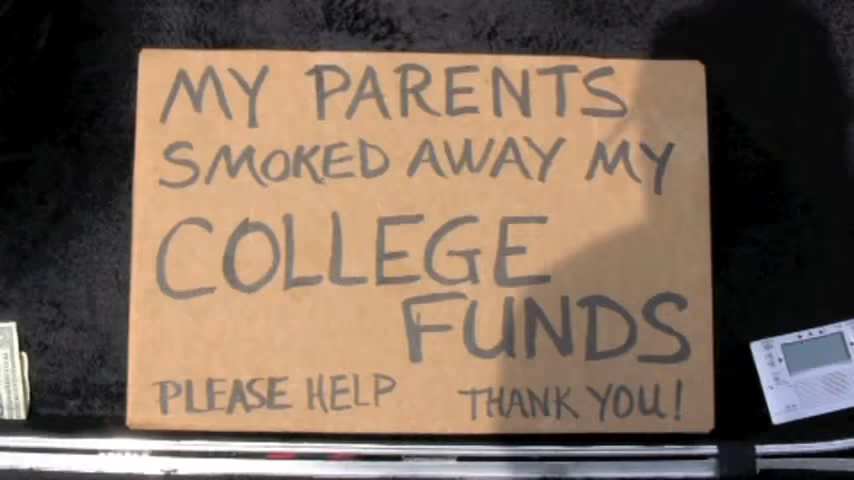 MY PARENTS
SMOKED AWAY MY
COLLEGE
FUNDS
PLEASE HELP THANK YOU!